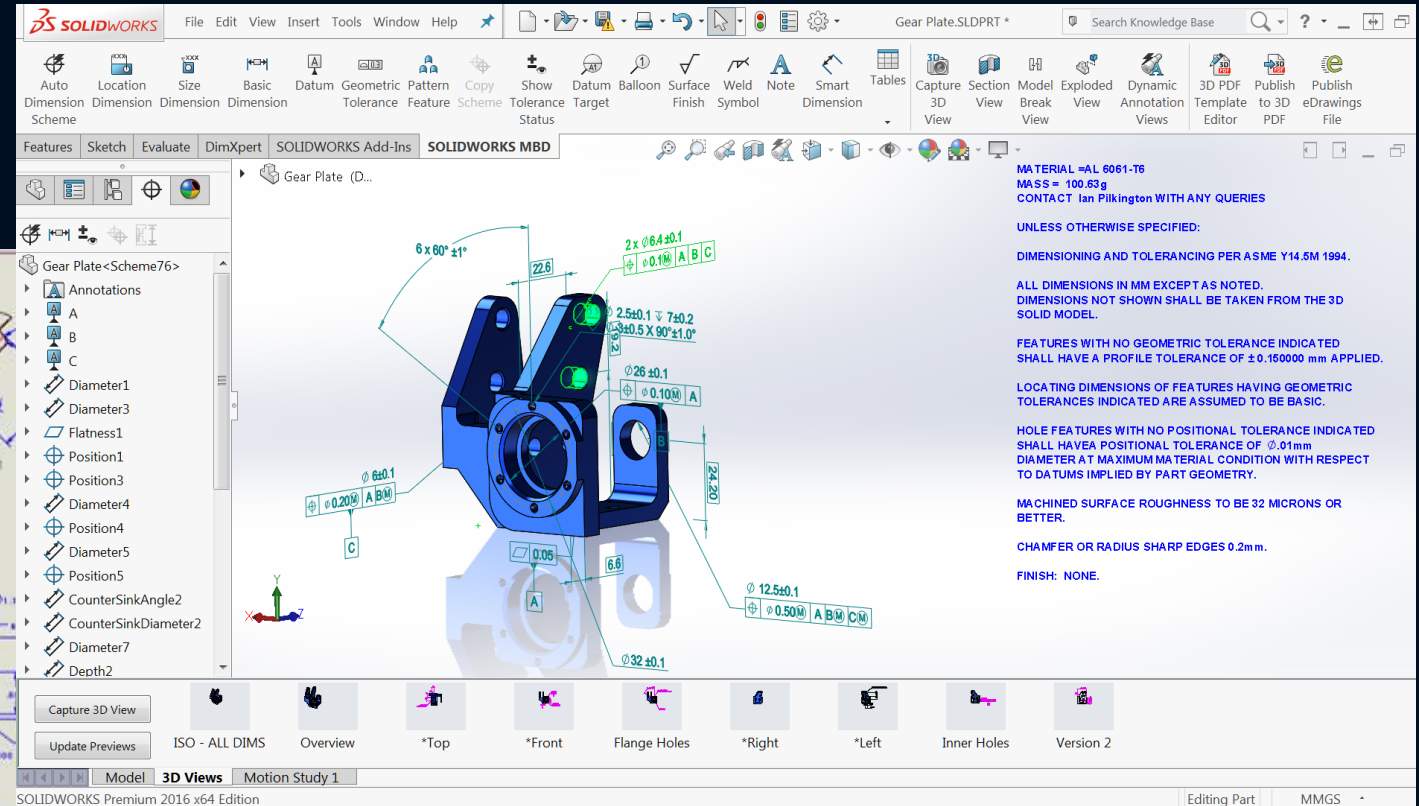 SOLIDWORKS
File Edit View Insert Tools Window Help
Gear Plate.SLDPRT *
Search Knowledge Base
?
Auto Dimension Scheme
Location Dimension
Size Dimension
Basic Dimension
Datum
Geometric Tolerance
Pattern Feature
Copy Scheme
Show Tolerance Status
Datum Target
Balloon
Surface Finish
Weld Symbol
Note
Smart Dimension
Tables
Capture 3D View
Section View
Model Break View
Exploded View
Dynamic Annotation Views
3D PDF Template Editor
Publish to 3D PDF
Publish eDrawings File
Features Sketch Evaluate DimXpert SOLIDWORKS Add-Ins SOLIDWORKS MBD
Gear Plate (D...
Gear Plate<Scheme76>
Annotations
A
B
C
Diameter1
Diameter3
Flatness1
Position1
Position3
Diameter4
Position4
Diameter5
Position5
CounterSinkAngle2
CounterSinkDiameter2
Diameter7
Depth2
6 x 60° ±1°
22.6
2 x ∅6.4±0.1
⌖ ∅0.1Ⓜ A B C
2.5±0.1 ↧ 7±0.2
3±0.5 X 90°±1.0°
9.2
∅26 ±0.1
⌖ ∅0.10Ⓜ A
B
24.20
∅6±0.1
⌖ ∅0.20Ⓜ A BⓂ
C
⏥ 0.05
6.6
A
∅ 12.5±0.1
⌖ ∅0.50Ⓜ A BⓂ CⓂ
∅32 ±0.1
Y
X
Z
MATERIAL =AL 6061-T6
MASS = 100.63g
CONTACT Ian Pilkington WITH ANY QUERIES
UNLESS OTHERWISE SPECIFIED:
DIMENSIONING AND TOLERANCING PER ASME Y14.5M 1994.
ALL DIMENSIONS IN MM EXCEPT AS NOTED.
DIMENSIONS NOT SHOWN SHALL BE TAKEN FROM THE 3D
SOLID MODEL.
FEATURES WITH NO GEOMETRIC TOLERANCE INDICATED
SHALL HAVE A PROFILE TOLERANCE OF ±0.150000 mm APPLIED.
LOCATING DIMENSIONS OF FEATURES HAVING GEOMETRIC
TOLERANCES INDICATED ARE ASSUMED TO BE BASIC.
HOLE FEATURES WITH NO POSITIONAL TOLERANCE INDICATED
SHALL HAVEA POSITIONAL TOLERANCE OF ∅.01mm
DIAMETER AT MAXIMUM MATERIAL CONDITION WITH RESPECT
TO DATUMS IMPLIED BY PART GEOMETRY.
MACHINED SURFACE ROUGHNESS TO BE 32 MICRONS OR
BETTER.
CHAMFER OR RADIUS SHARP EDGES 0.2mm.
FINISH: NONE.
Capture 3D View
Update Previews
ISO - ALL DIMS
Overview
*Top
*Front
Flange Holes
*Right
*Left
Inner Holes
Version 2
Model 3D Views Motion Study 1
SOLIDWORKS Premium 2016 x64 Edition
Editing Part
MMGS